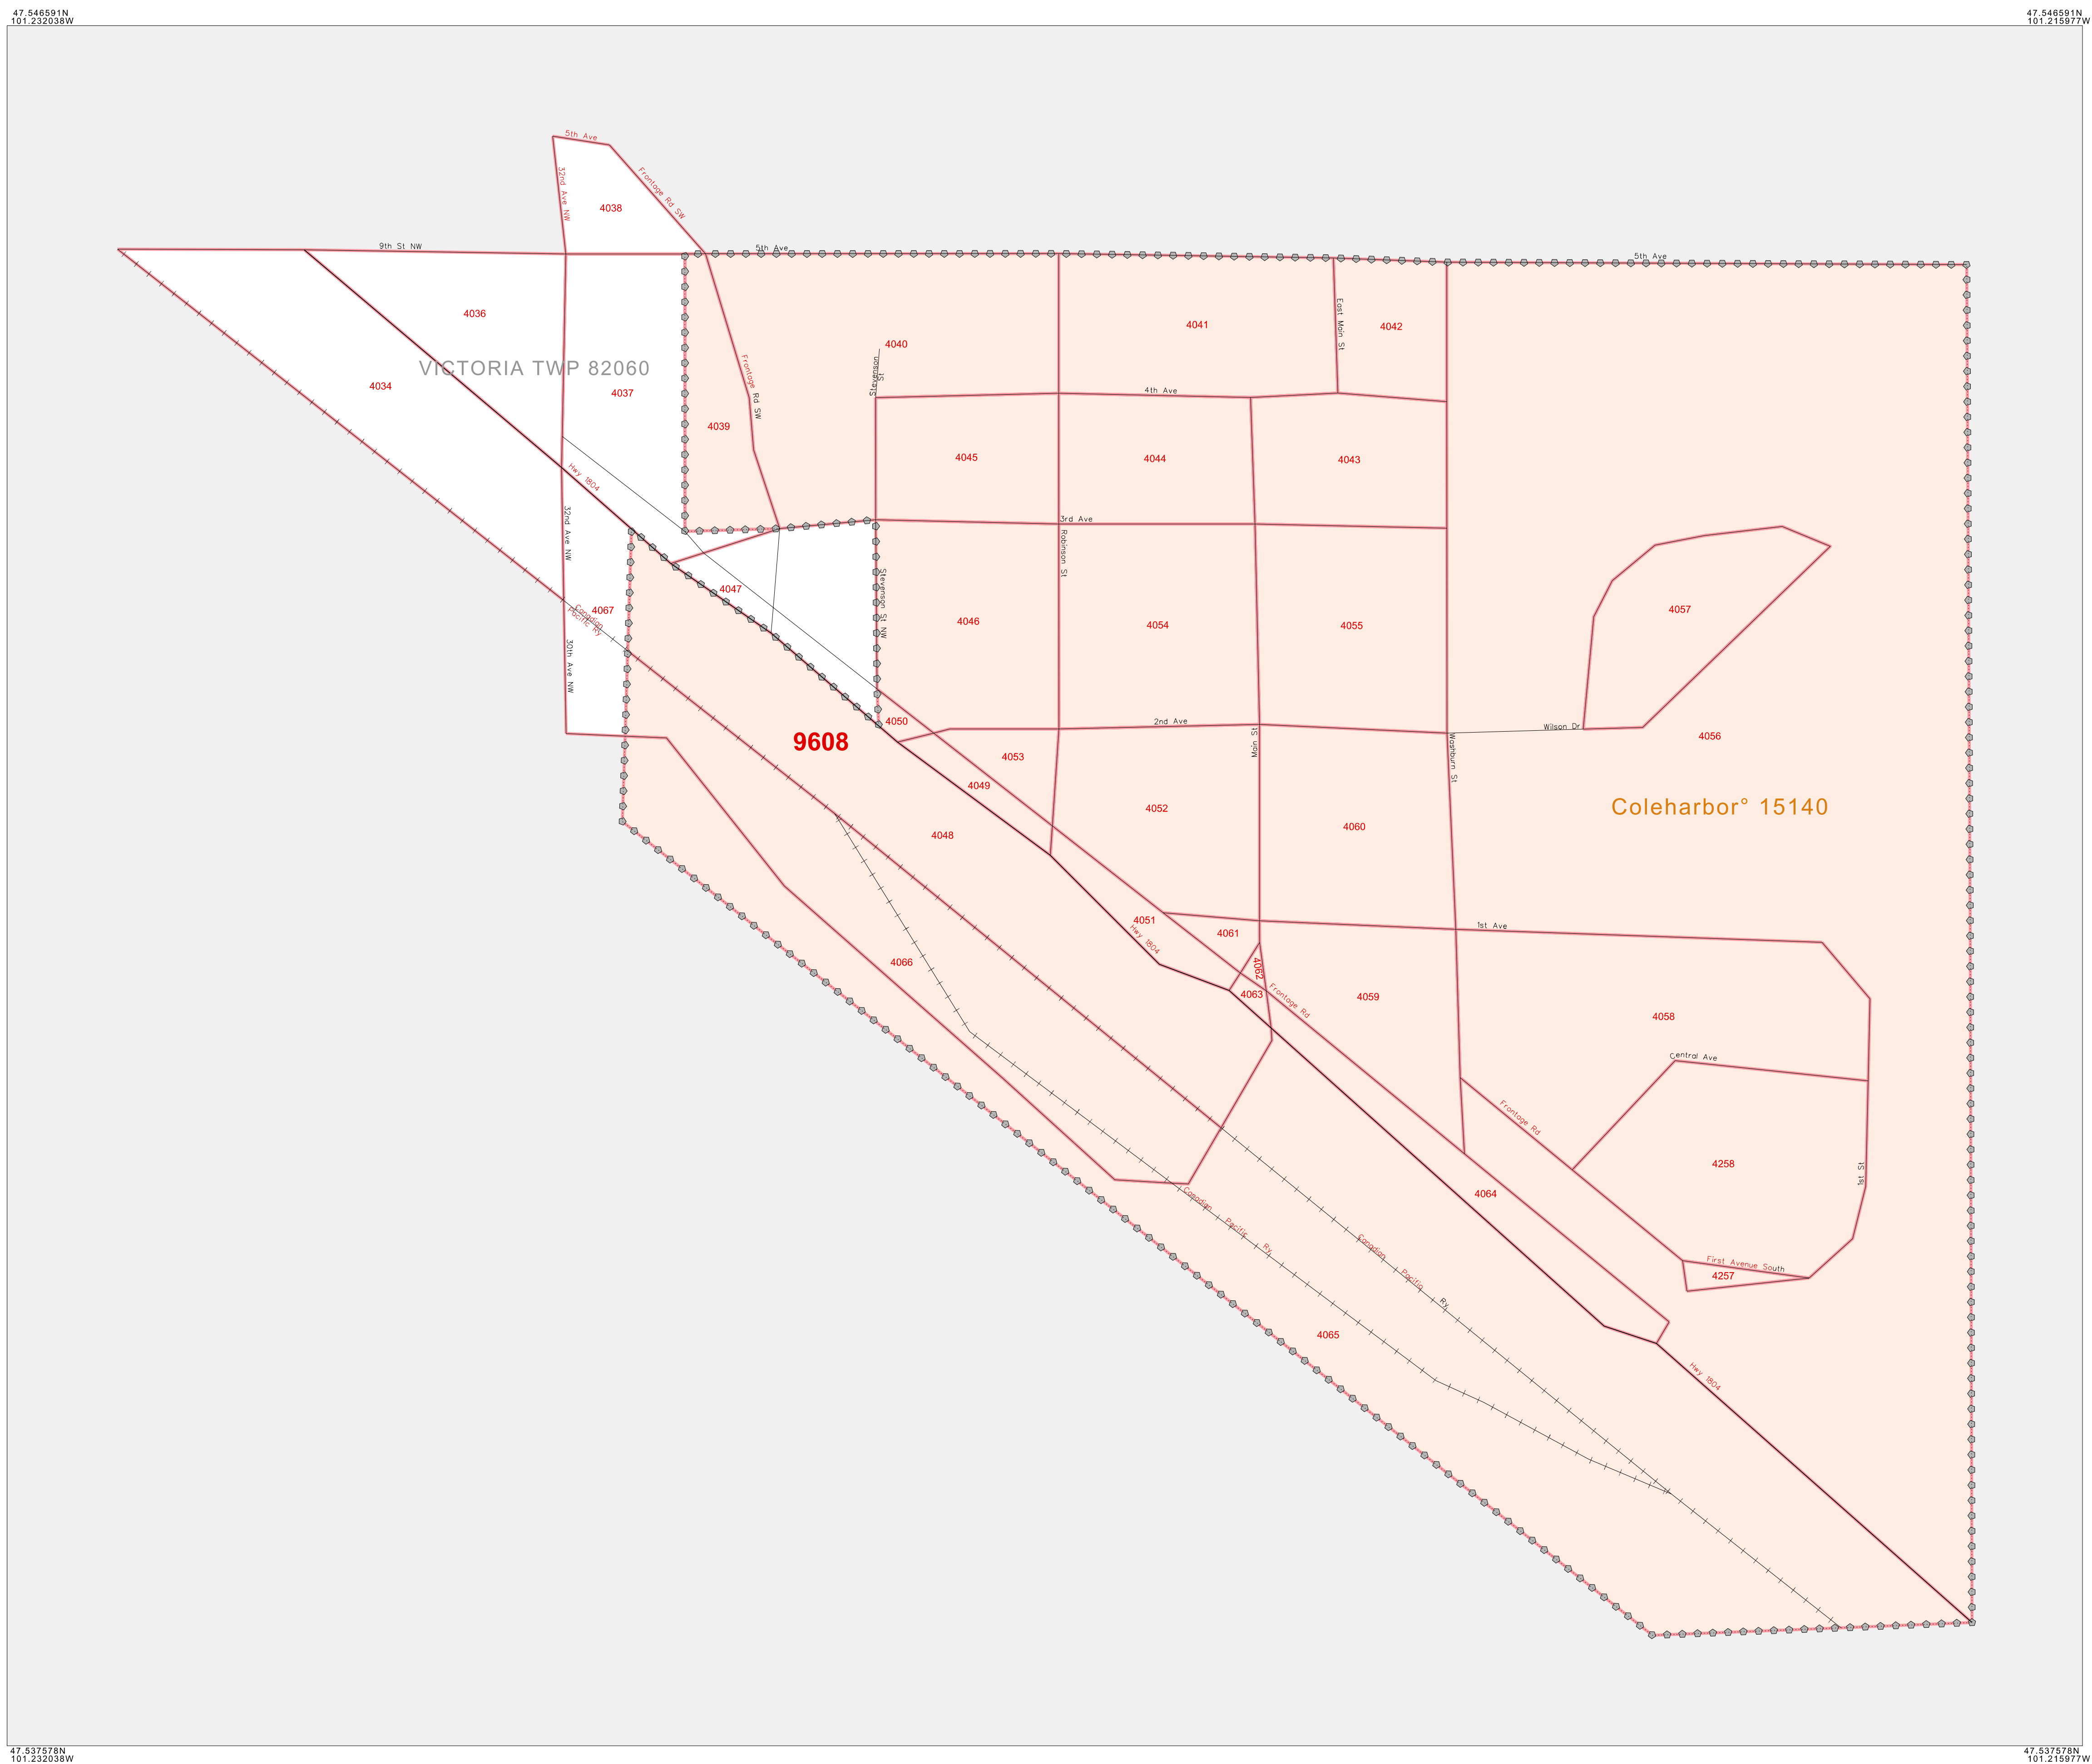 47.546591N
101.232038W
47.546591N
101.215977W
5th Ave
32nd Ave NW
Frontage Rd SW
4038
9th St NW
5th Ave
5th Ave
4036
4041
East Main St
4042
4040
VICTORIA TWP 82060
Stevenson
St
Frontage Rd SW
4034
4037
4th Ave
4039
4045
4044
4043
Hwy 1804
32nd Ave NW
3rd Ave
Robinson St
Stevenson St NW
4047
4067
Canadian
Pacific Ry
4046
4054
4055
4057
30th Ave NW
4050
2nd Ave
Main St
Wilson Dr
Washburn St
4056
9608
4053
4049
4052
Coleharbor° 15140
4048
4060
4051
Hwy 1804
4061
1st Ave
4066
4062
4063
Frontage Rd
4059
4058
Central Ave
Frontage Rd
4258
1st St
Canadian Pacific Ry
4064
Canadian Pacific Ry
First Avenue South
4257
4065
Hwy 1804
47.537578N
101.232038W
47.537578N
101.215977W